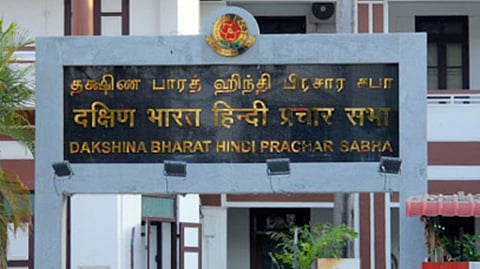 தக்ஷிண பாரத ஹிந்தி பிரசார சபா
दक्षिण भारत हिन्दी प्रचार सभा
DAKSHINA BHARAT HINDI PRACHAR SABHA